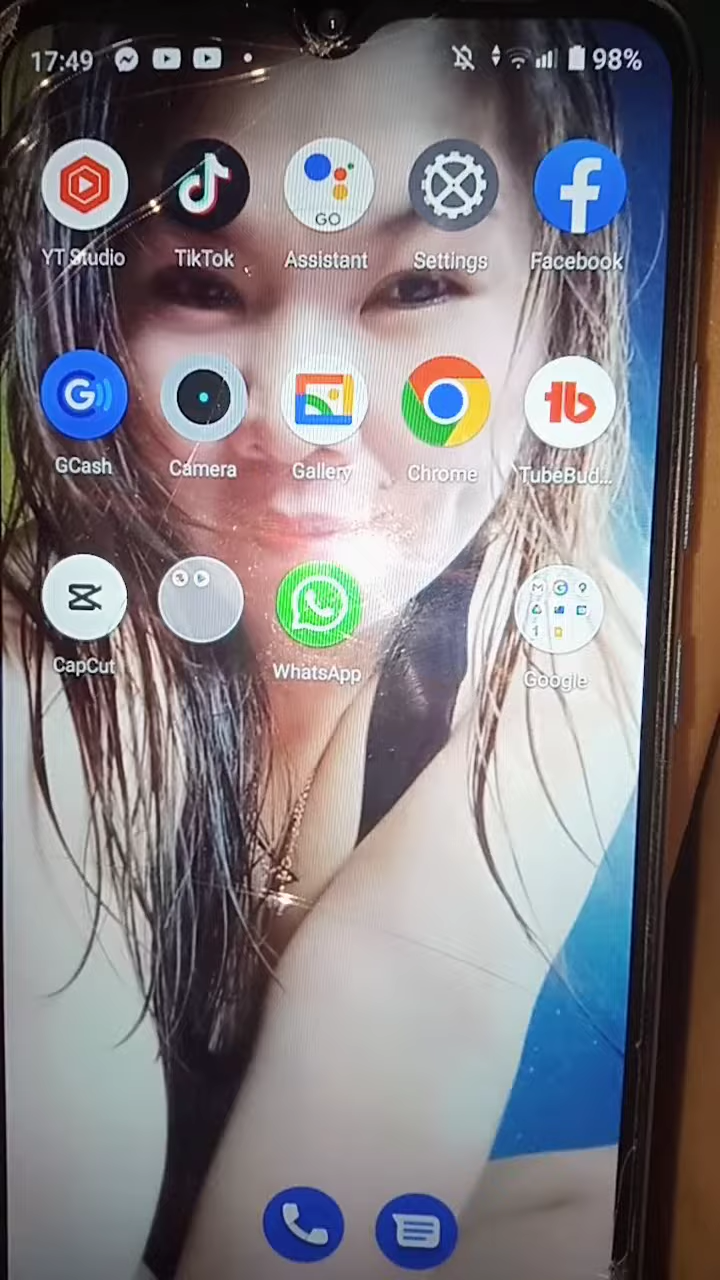 17:49 98%
GO
YT Studio TikTok Assistant Settings Facebook
G
GCash Camera Gallery Chrome TubeBud...
CapCut WhatsApp Google